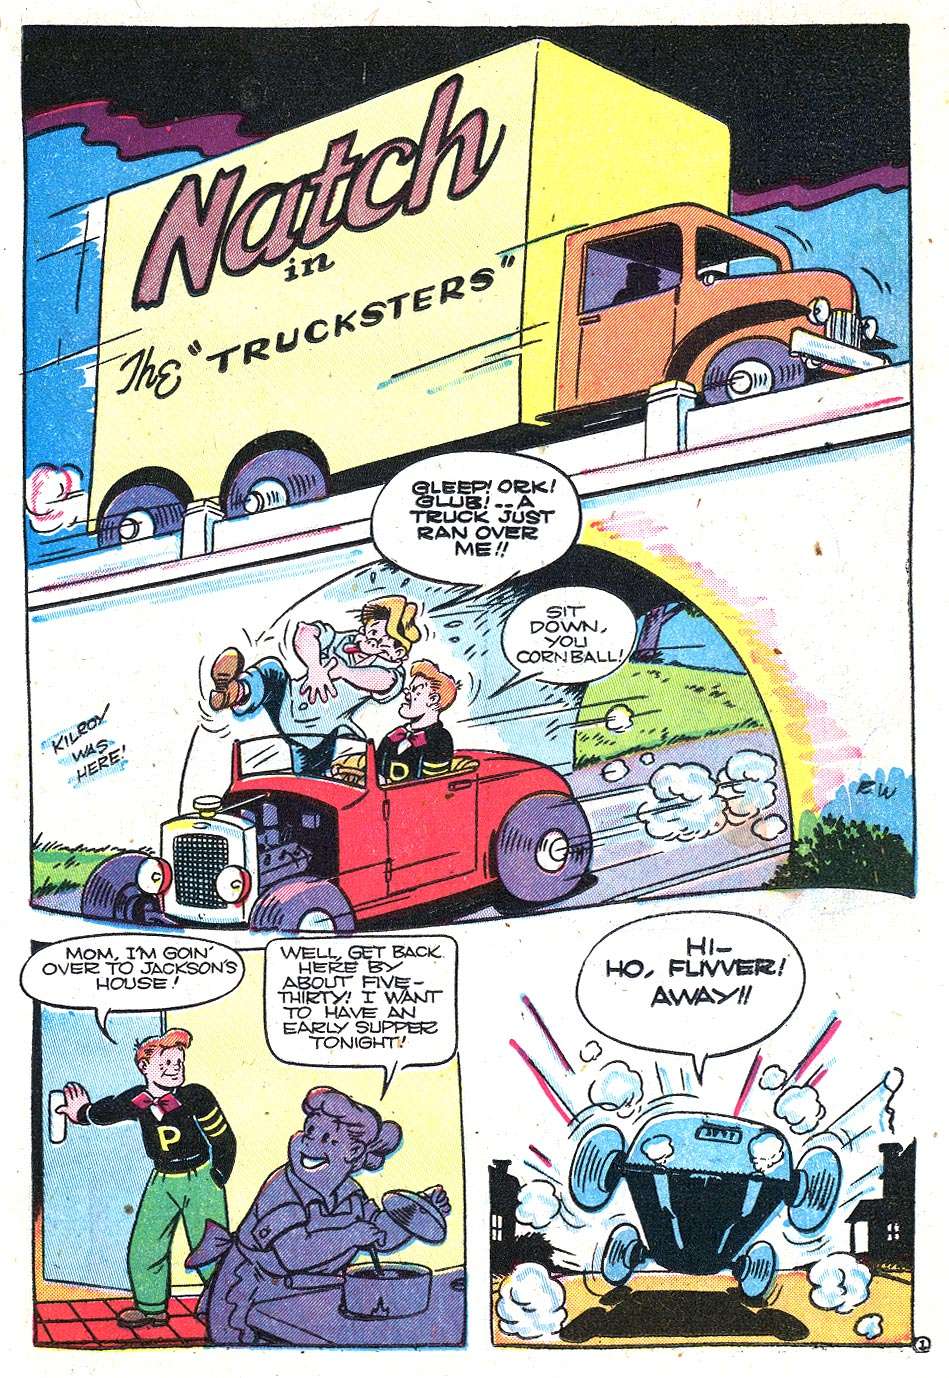 Natch
in
The "TRUCKSTERS"
GLEEP! ORK!
GLUB! -- A
TRUCK JUST
RAN OVER
ME!!
SIT
DOWN,
YOU
CORNBALL!
KILROY
WAS
HERE!
D
R W
MOM, I'M GOIN'
OVER TO JACKSON'S
HOUSE!
WELL, GET BACK
HERE BY
ABOUT FIVE-
THIRTY! I WANT
TO HAVE AN
EARLY SUPPER
TONIGHT!
P
HI-
HO, FLIVVER!
AWAY!!
1